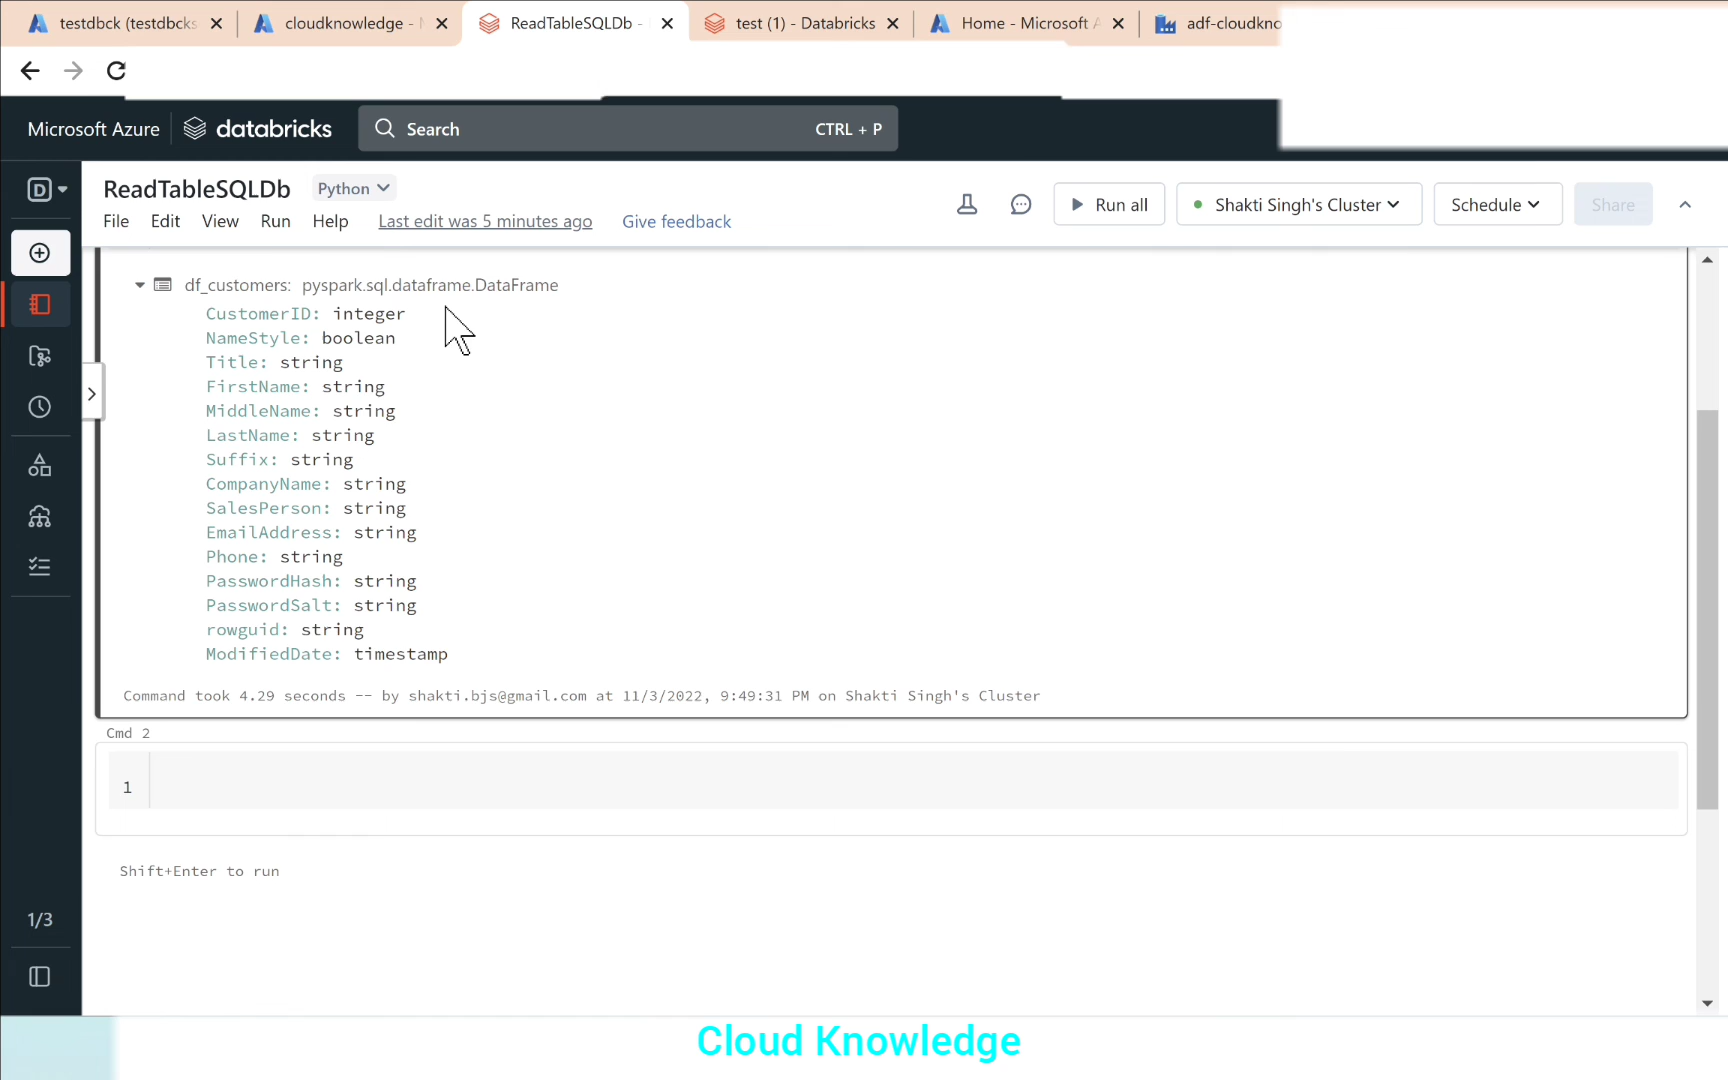 testdbck (testdbcks
cloudknowledge -
ReadTableSQLDb -
test (1) - Databricks
Home - Microsoft A
adf-cloudkno
Microsoft Azure
databricks
Search
CTRL + P
D
ReadTableSQLDb
Python
File
Edit
View
Run
Help
Last edit was 5 minutes ago
Give feedback
Run all
Shakti Singh's Cluster
Schedule
Share
df_customers: pyspark.sql.dataframe.DataFrame
CustomerID: integer
NameStyle: boolean
Title: string
FirstName: string
MiddleName: string
LastName: string
Suffix: string
CompanyName: string
SalesPerson: string
EmailAddress: string
Phone: string
PasswordHash: string
PasswordSalt: string
rowguid: string
ModifiedDate: timestamp
Command took 4.29 seconds -- by shakti.bjs@gmail.com at 11/3/2022, 9:49:31 PM on Shakti Singh's Cluster
Cmd 2
1
Shift+Enter to run
1/3
Cloud Knowledge